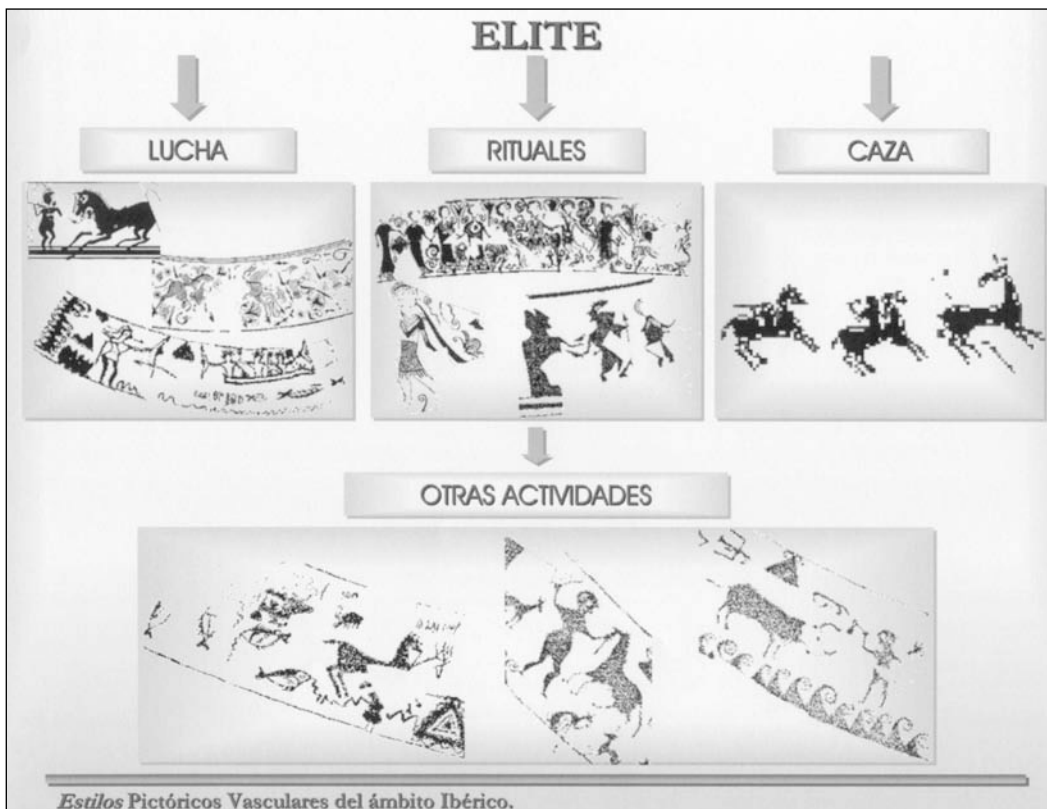 ELITE
LUCHA
RITUALES
CAZA
OTRAS ACTIVIDADES
Estilos Pictóricos Vasculares del ámbito Ibérico.